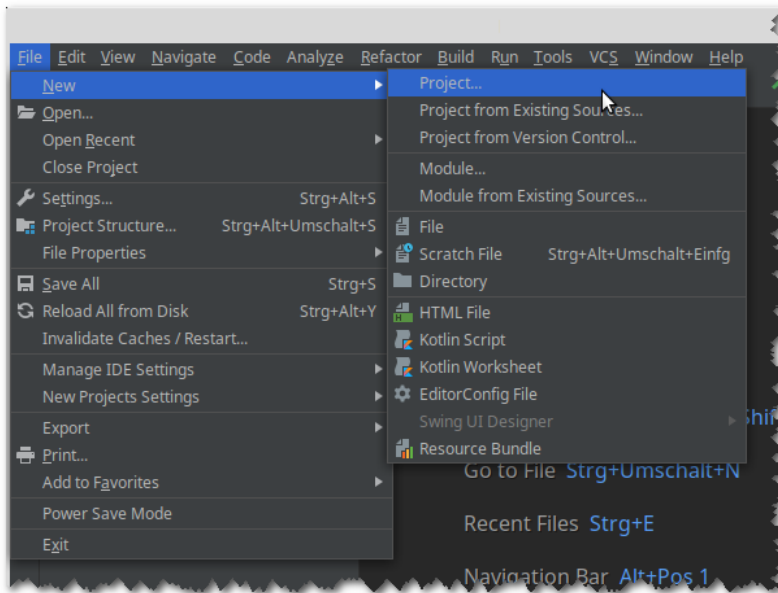 File Edit View Navigate Code Analyze Refactor Build Run Tools VCS Window Help
New
Open...
Open Recent
Close Project
Settings... Strg+Alt+S
Project Structure... Strg+Alt+Umschalt+S
File Properties
Save All Strg+S
Reload All from Disk Strg+Alt+Y
Invalidate Caches / Restart...
Manage IDE Settings
New Projects Settings
Export
Print...
Add to Favorites
Power Save Mode
Exit
Project...
Project from Existing Sources...
Project from Version Control...
Module...
Module from Existing Sources...
File
Scratch File Strg+Alt+Umschalt+Einfg
Directory
HTML File
Kotlin Script
Kotlin Worksheet
EditorConfig File
Swing UI Designer
Resource Bundle
Go to File Strg+Umschalt+N
Recent Files Strg+E
Navigation Bar Alt+Pos 1